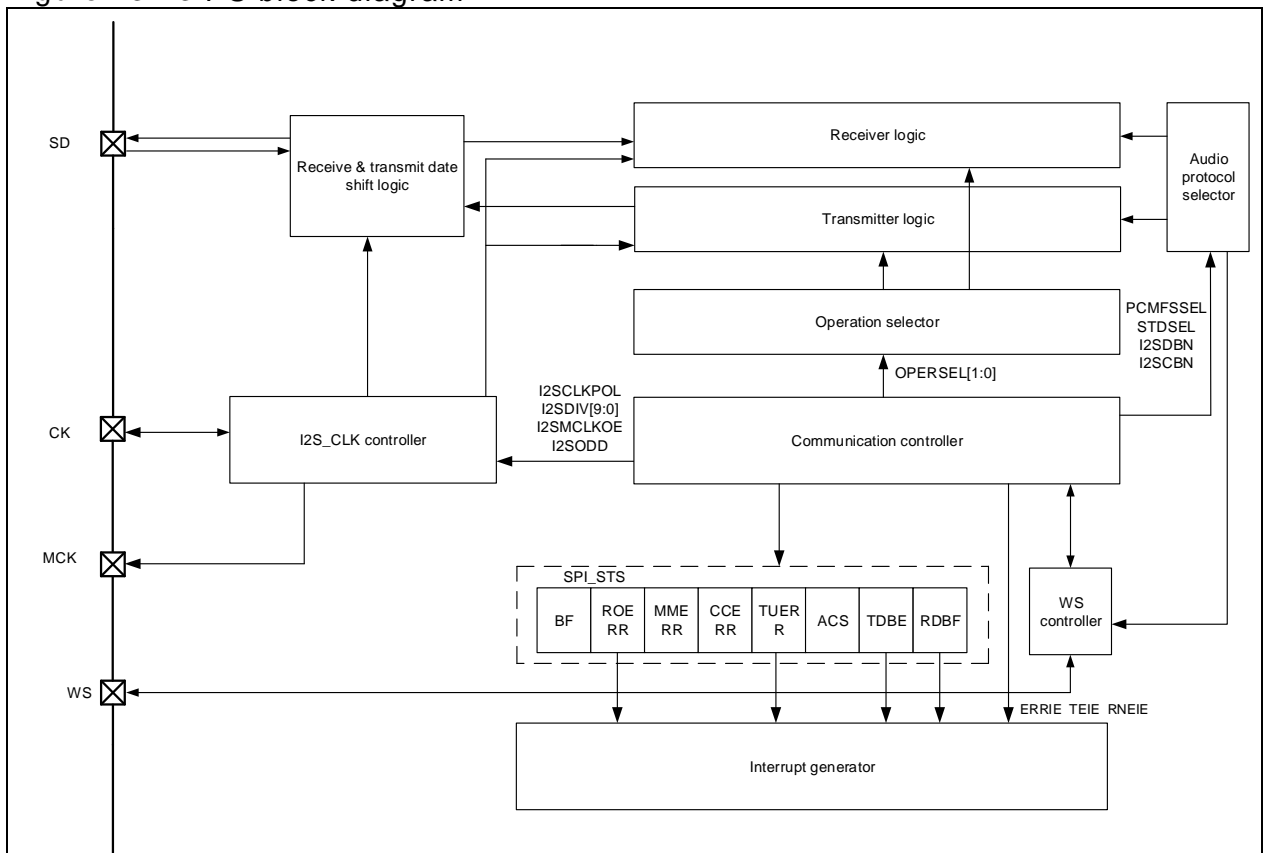 SD
Receive & transmit date
shift logic
Receiver logic
Audio
protocol
selector
Transmitter logic
Operation selector
PCMFSSEL
STDSEL
I2SDBN
I2SCBN
OPERSEL[1:0]
I2SCLKPOL
I2SDIV[9:0]
I2SMCLKOE
I2SODD
CK
I2S_CLK controller
Communication controller
MCK
SPI_STS
BF
ROE
RR
MME
RR
CCE
RR
TUER
R
ACS
TDBE
RDBF
WS
controller
WS
ERRIE TEIE RNEIE
Interrupt generator